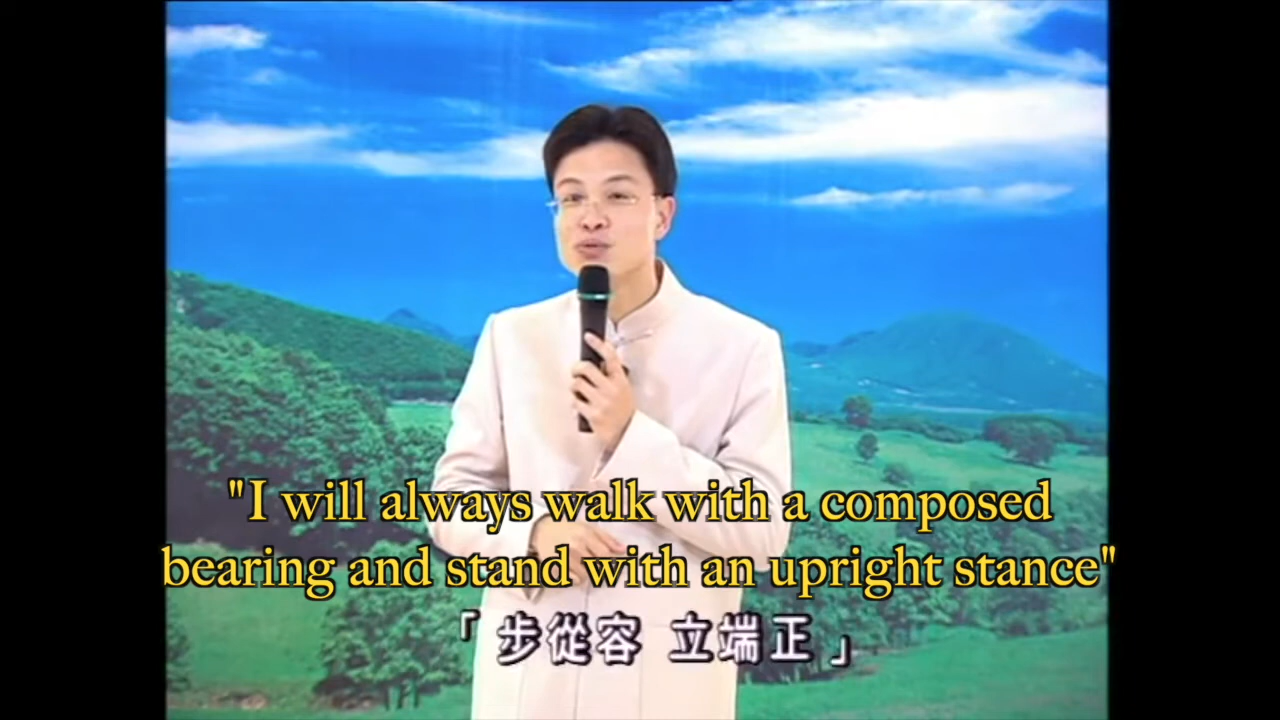 "I will always walk with a composed
bearing and stand with an upright stance"
「步從容 立端正」